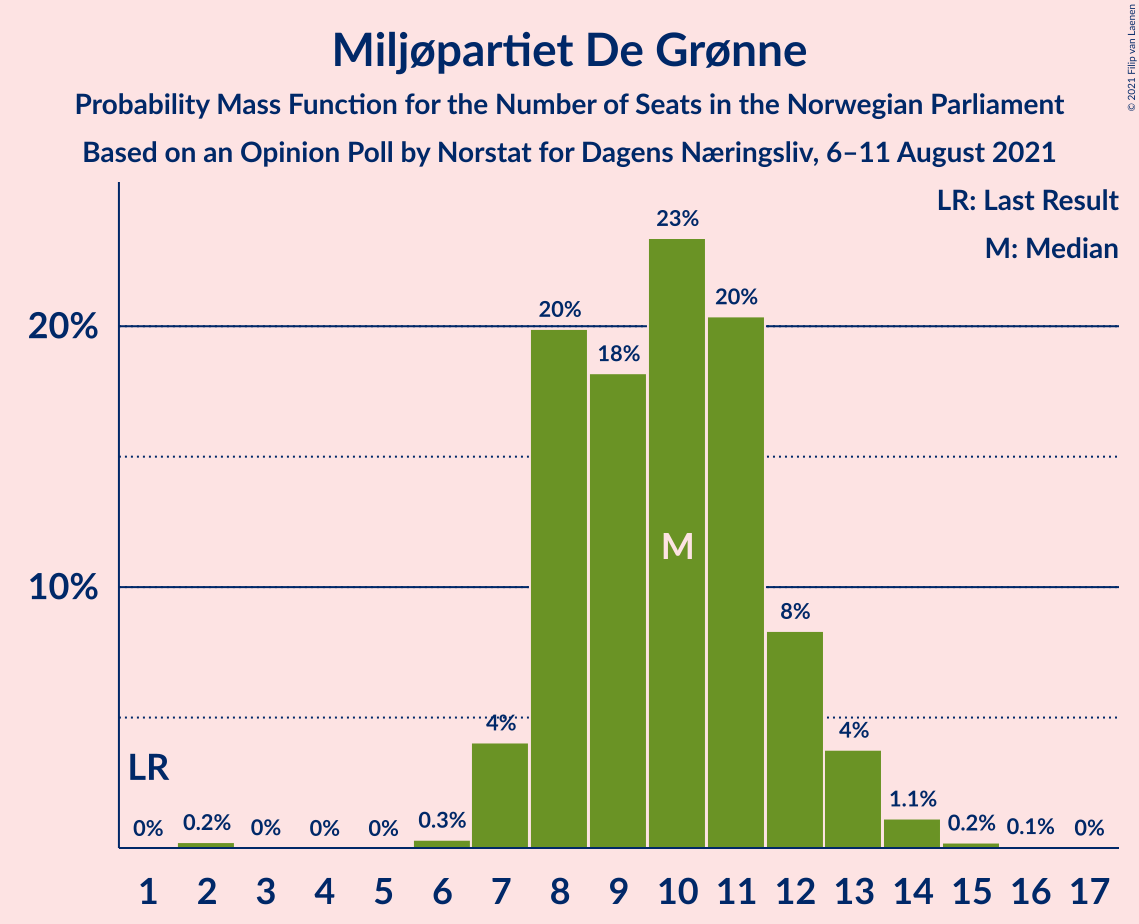 Miljøpartiet De Grønne
Probability Mass Function for the Number of Seats in the Norwegian Parliament
Based on an Opinion Poll by Norstat for Dagens Næringsliv, 6–11 August 2021
© 2021 Filip van Laenen
LR: Last Result
M: Median
20%
10%
LR
M
0% 0.2% 0% 0% 0% 0.3% 4% 20% 18% 23% 20% 8% 4% 1.1% 0.2% 0.1% 0%
1 2 3 4 5 6 7 8 9 10 11 12 13 14 15 16 17